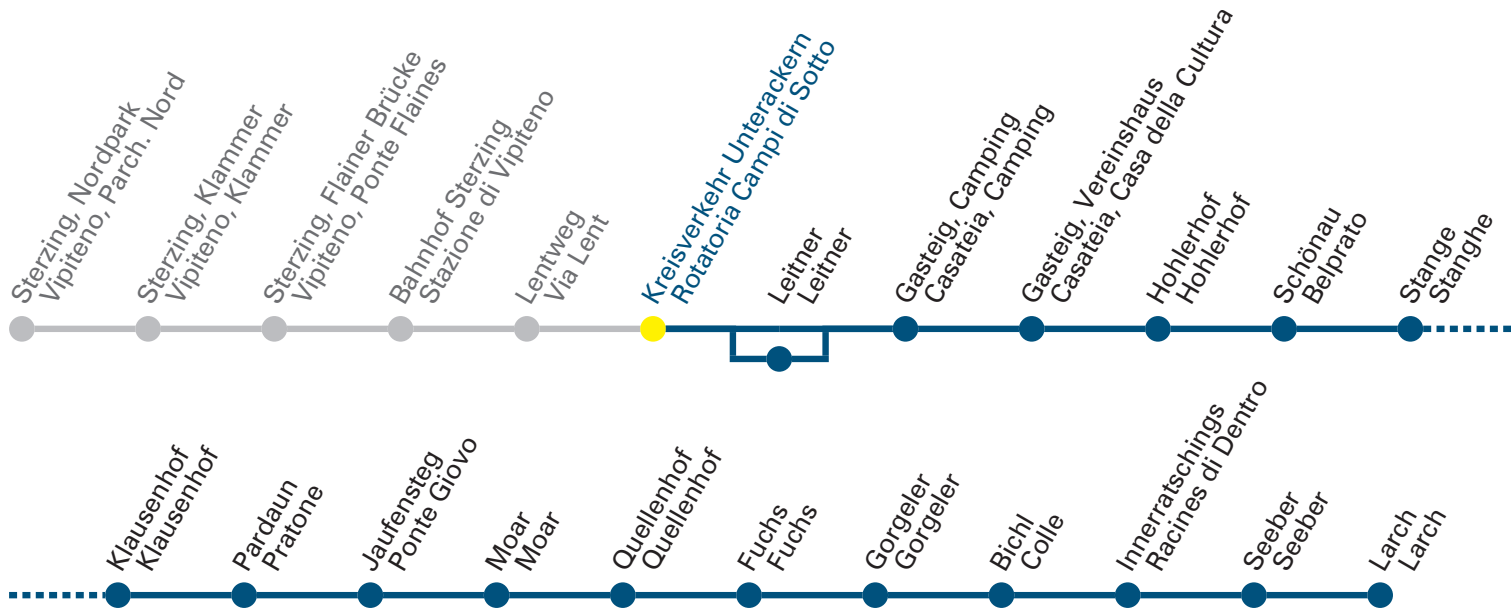 Sterzing, Nordpark
Vipiteno, Parch. Nord
Sterzing, Klammer
Vipiteno, Klammer
Sterzing, Flainer Brücke
Vipiteno, Ponte Flaines
Bahnhof Sterzing
Stazione di Vipiteno
Lentweg
Via Lent
Kreisverkehr Unterackern
Rotatoria Campi di Sotto
Leitner
Leitner
Gasteig, Camping
Casateia, Camping
Gasteig, Vereinshaus
Casateia, Casa della Cultura
Hohlerhof
Hohlerhof
Schönau
Belprato
Stange
Stanghe
Klausenhof
Klausenhof
Pardaun
Pratone
Jaufensteg
Ponte Giovo
Moar
Moar
Quellenhof
Quellenhof
Fuchs
Fuchs
Gorgeler
Gorgeler
Bichl
Colle
Innerratschings
Racines di Dentro
Seeber
Seeber
Larch
Larch